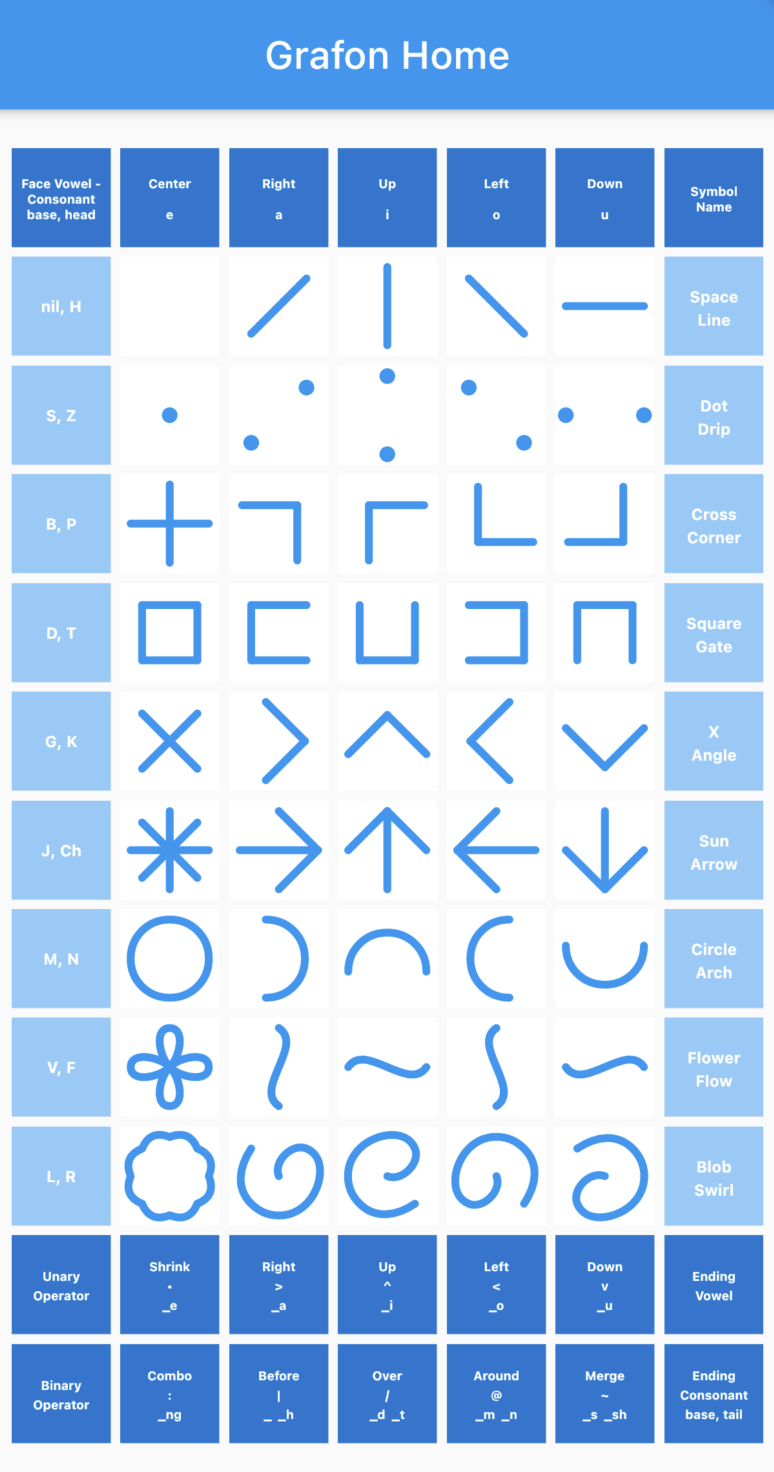 Grafon Home
Face Vowel -
Consonant
base, head
Center
e
Right
a
Up
i
Left
o
Down
u
Symbol
Name
nil, H
Space
Line
S, Z
Dot
Drip
B, P
Cross
Corner
D, T
Square
Gate
G, K
X
Angle
J, Ch
Sun
Arrow
M, N
Circle
Arch
V, F
Flower
Flow
L, R
Blob
Swirl
Unary
Operator
Shrink
·
_e
Right
>
_a
Up
^
_i
Left
<
_o
Down
v
_u
Ending
Vowel
Binary
Operator
Combo
:
_ng
Before
|
_ _h
Over
/
_d _t
Around
@
_m _n
Merge
~
_s _sh
Ending
Consonant
base, tail